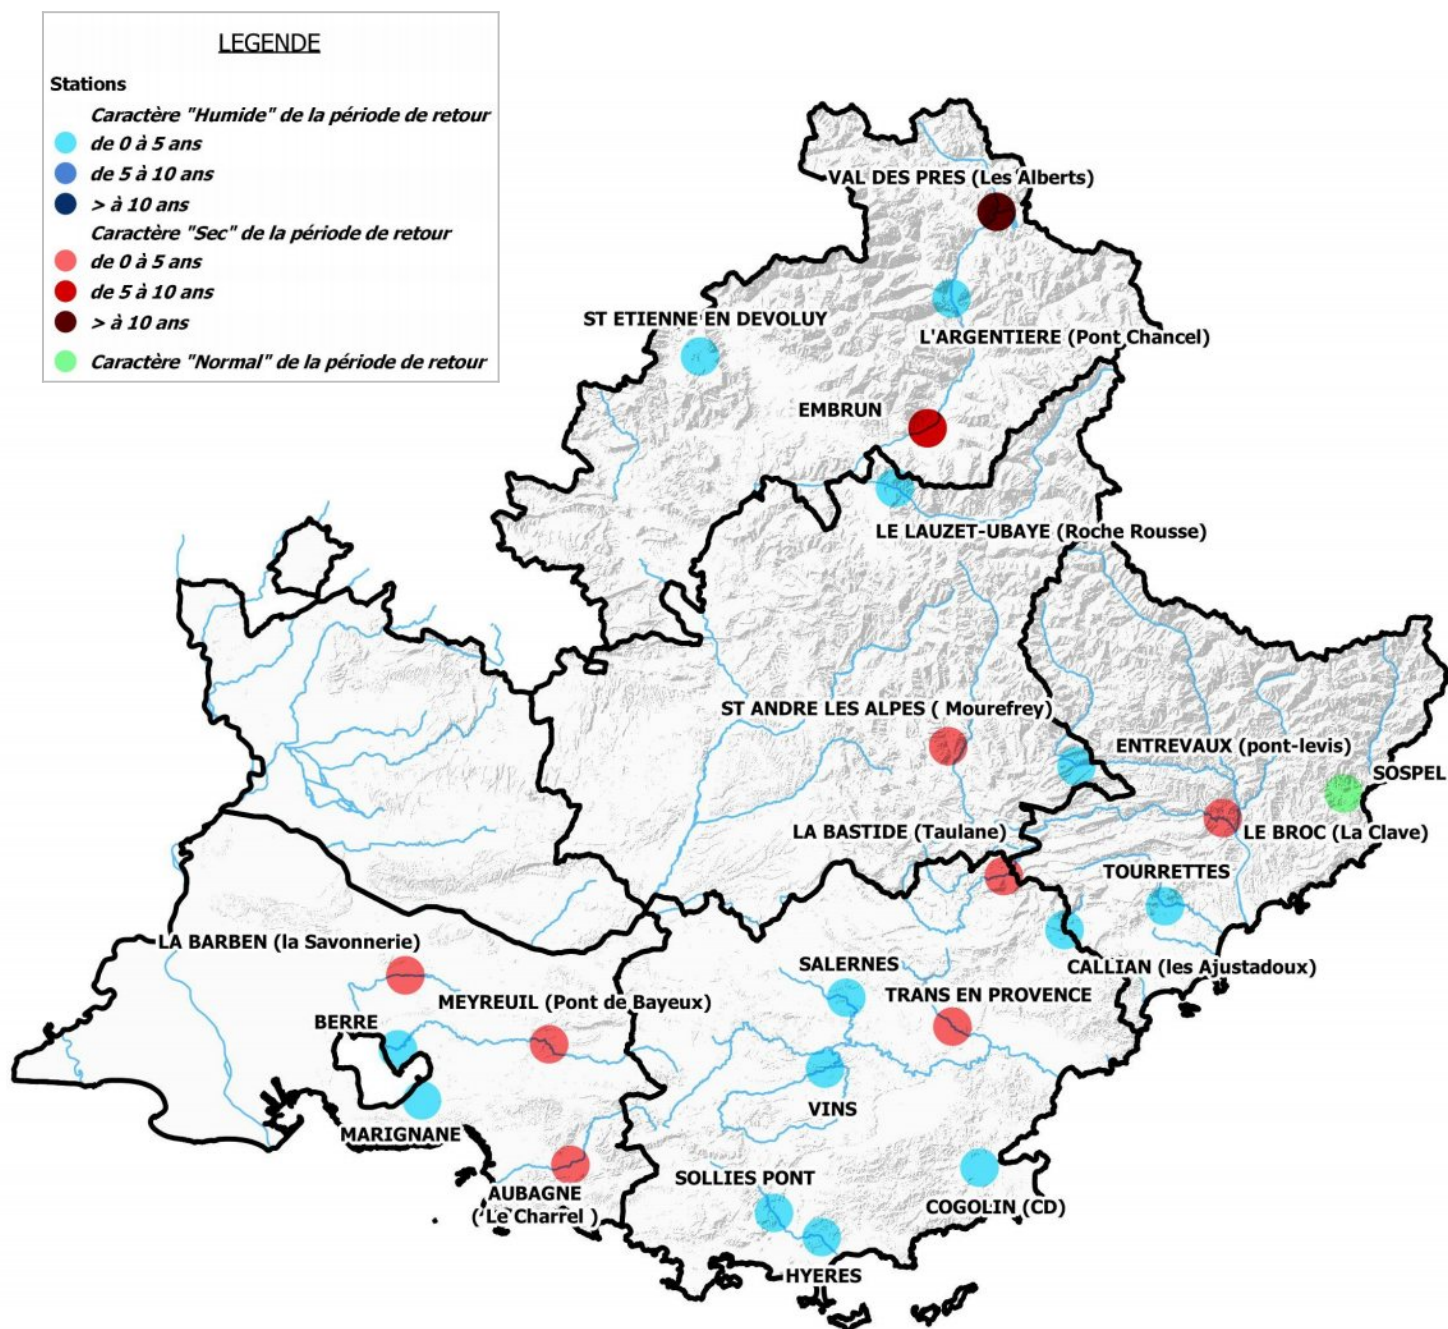 LEGENDE
Stations
Caractère "Humide" de la période de retour
de 0 à 5 ans
de 5 à 10 ans
> à 10 ans
Caractère "Sec" de la période de retour
de 0 à 5 ans
de 5 à 10 ans
> à 10 ans
Caractère "Normal" de la période de retour
VAL DES PRES (Les Alberts)
ST ETIENNE EN DEVOLUY
L'ARGENTIERE (Pont Chancel)
EMBRUN
LE LAUZET-UBAYE (Roche Rousse)
ST ANDRE LES ALPES ( Mourefrey)
ENTREVAUX (pont-levis)
SOSPEL
LA BASTIDE (Taulane)
LE BROC (La Clave)
TOURRETTES
LA BARBEN (la Savonnerie)
SALERNES
CALLIAN (les Ajustadoux)
MEYREUIL (Pont de Bayeux)
TRANS EN PROVENCE
BERRE
VINS
MARIGNANE
SOLLIES PONT
AUBAGNE
( Le Charrel )
COGOLIN (CD)
HYERES